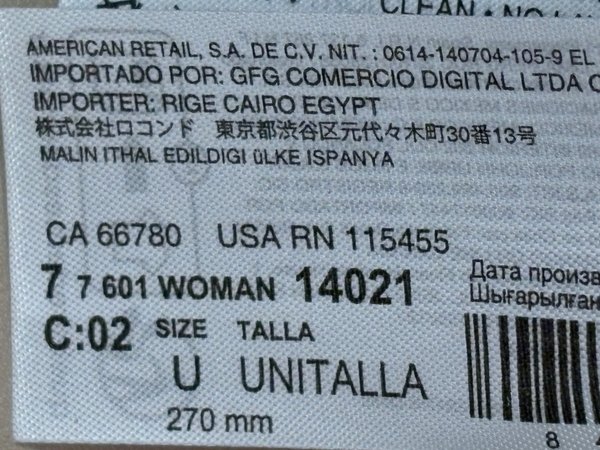 CLEAN • NO
AMERICAN RETAIL, S.A. DE C.V. NIT. : 0614-140704-105-9 EL
IMPORTADO POR: GFG COMERCIO DIGITAL LTDA
IMPORTER: RIGE CAIRO EGYPT
株式会社ロコンド 東京都渋谷区元代々木町30番13号
MALIN ITHAL EDILDIGI üLKE ISPANYA
CA 66780 USA RN 115455
7 7 601 WOMAN 14021
C:02 SIZE TALLA
U UNITALLA
270 mm
Дата произв
Шығарылған
8